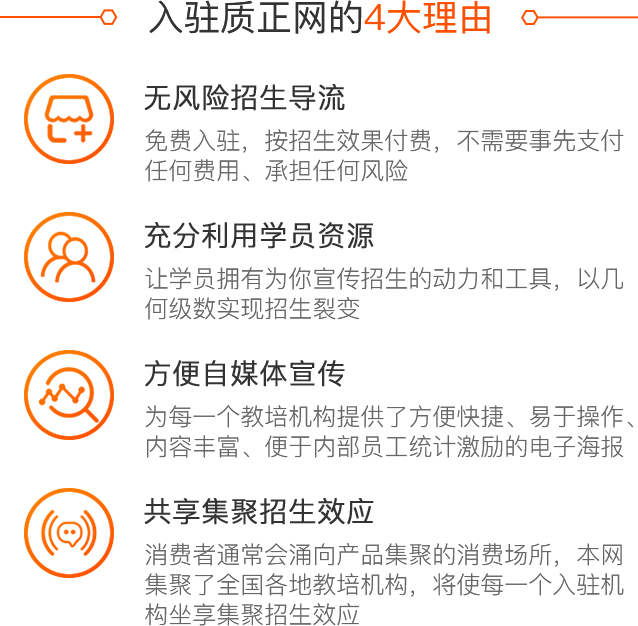 入驻质正网的4大理由
无风险招生导流
免费入驻，按招生效果付费，不需要事先支付
任何费用、承担任何风险
充分利用学员资源
让学员拥有为你宣传招生的动力和工具，以几
何级数实现招生裂变
方便自媒体宣传
为每一个教培机构提供了方便快捷、易于操作、
内容丰富、便于内部员工统计激励的电子海报
共享集聚招生效应
消费者通常会涌向产品集聚的消费场所，本网
集聚了全国各地教培机构，将使每一个入驻机
构坐享集聚招生效应